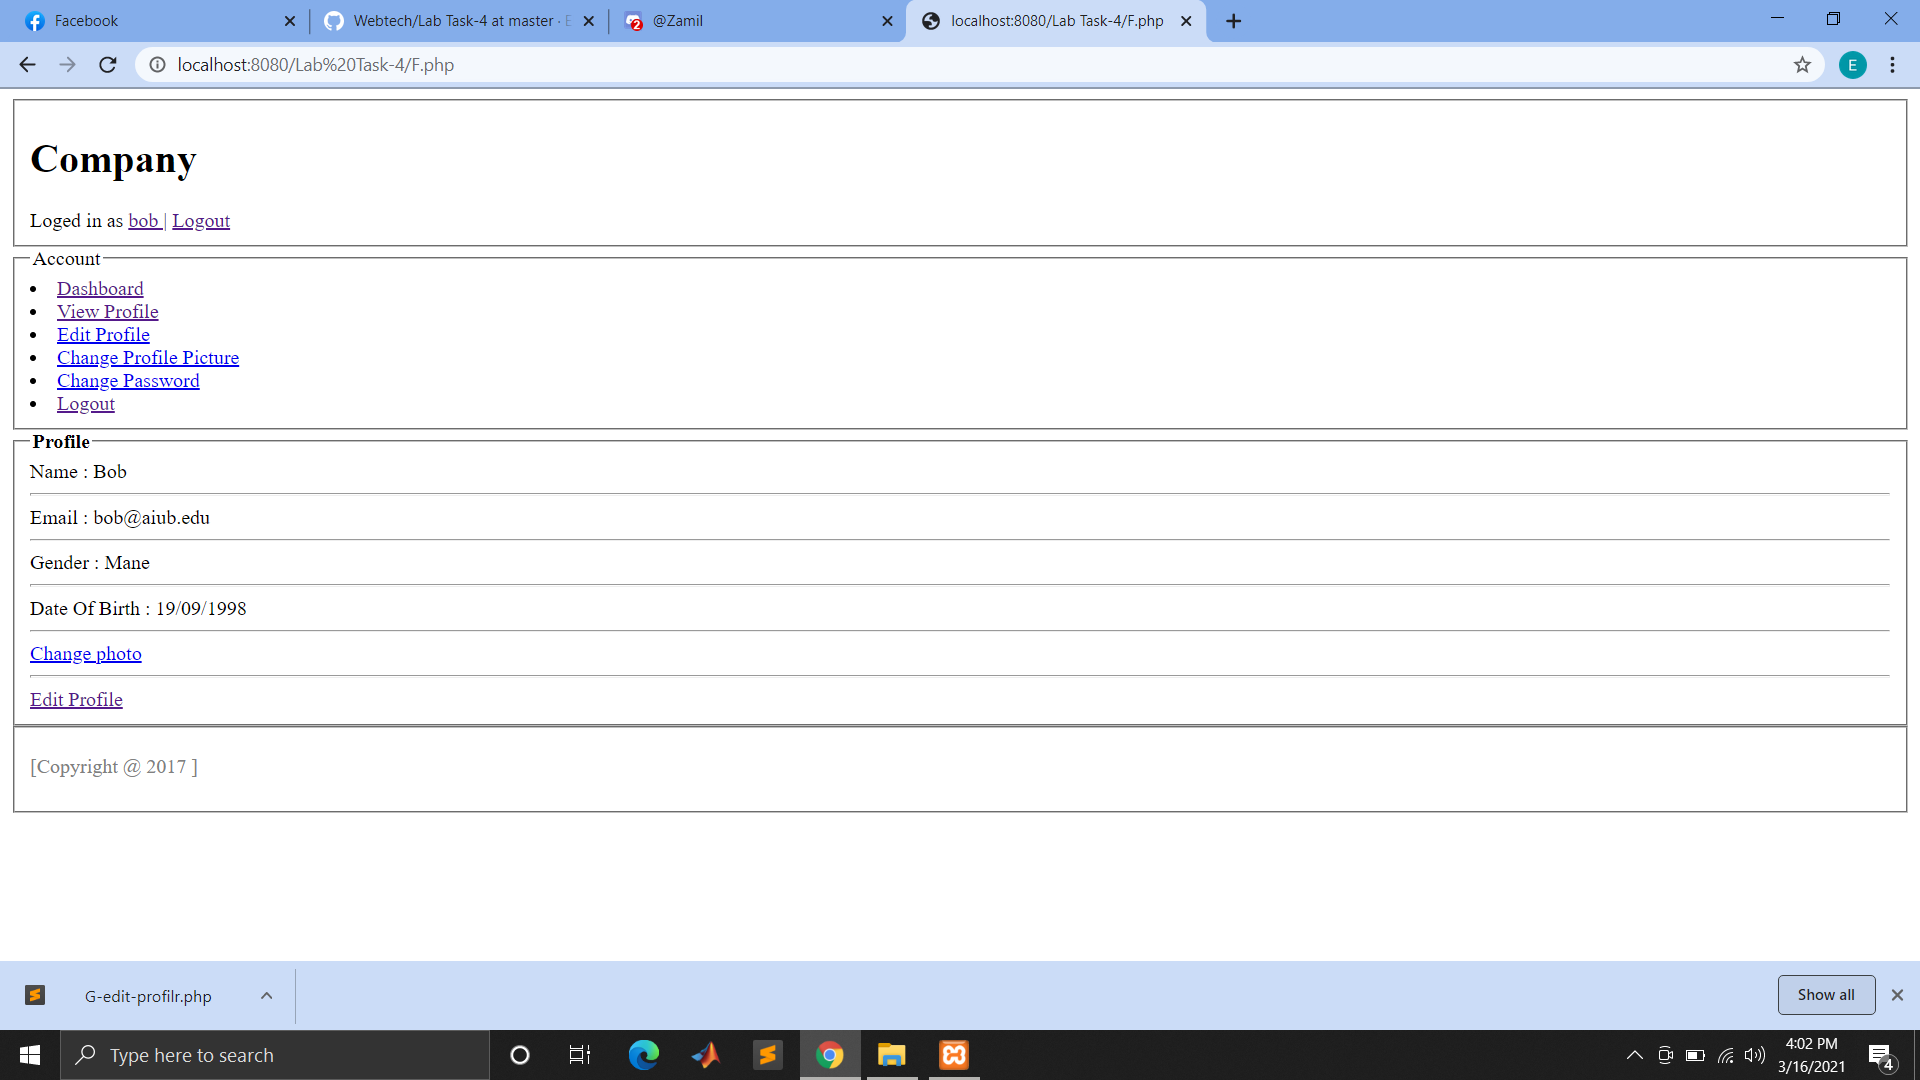 Facebook
Webtech/Lab Task-4 at master ·
@Zamil
localhost:8080/Lab Task-4/F.php
localhost:8080/Lab%20Task-4/F.php
E
Company
Loged in as bob | Logout
Account
Dashboard
View Profile
Edit Profile
Change Profile Picture
Change Password
Logout
Profile
Name : Bob
Email : bob@aiub.edu
Gender : Mane
Date Of Birth : 19/09/1998
Change photo
Edit Profile
[Copyright @ 2017 ]
G-edit-profilr.php
Show all
Type here to search
4:02 PM
3/16/2021
4